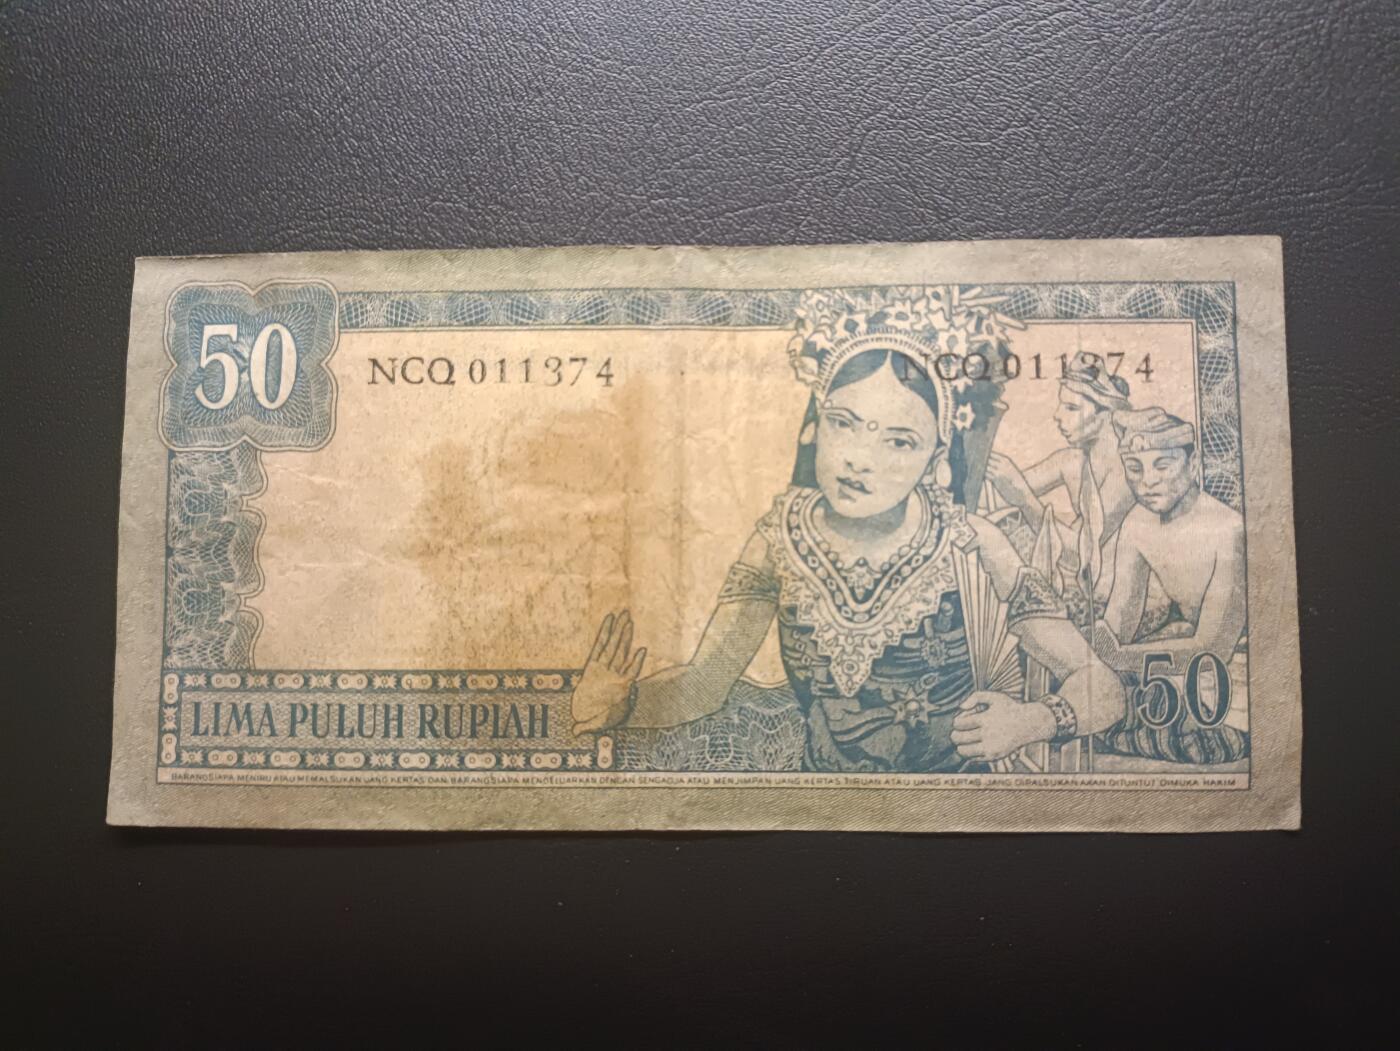 50
NCQ 011374 NCQ 011374
LIMA PULUH RUPIAH
50
BARANGSIAPA MENIRU ATAU MEMALSUKAN UANG KERTAS DAN BARANGSIAPA MENGELUARKAN DENGAN SENGADJA ATAU MENJIMPAN UANG KERTAS TIRUAN ATAU UANG KERTAS JANG DIPALSUKAN AKAN DITUNTUT DIMUKA HAKIM